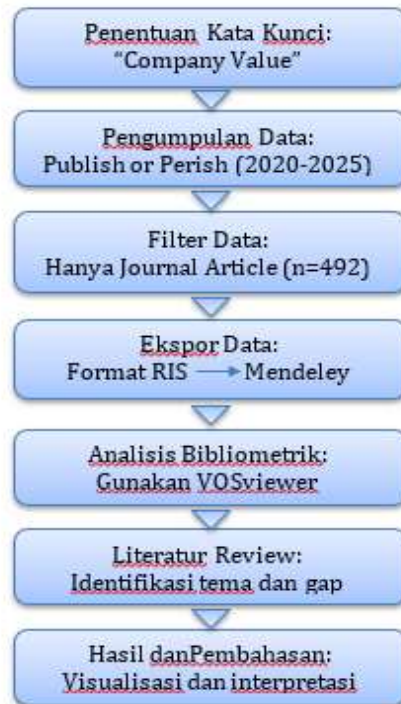 Penentuan Kata Kunci:
“Company Value”
Pengumpulan Data:
Publish or Perish (2020-2025)
Filter Data:
Hanya Journal Article (n=492)
Ekspor Data:
Format RIS → Mendeley
Analisis Bibliometrik:
Gunakan VOSviewer
Literatur Review:
Identifikasi tema dan gap
Hasil danPembahasan:
Visualisasi dan interpretasi